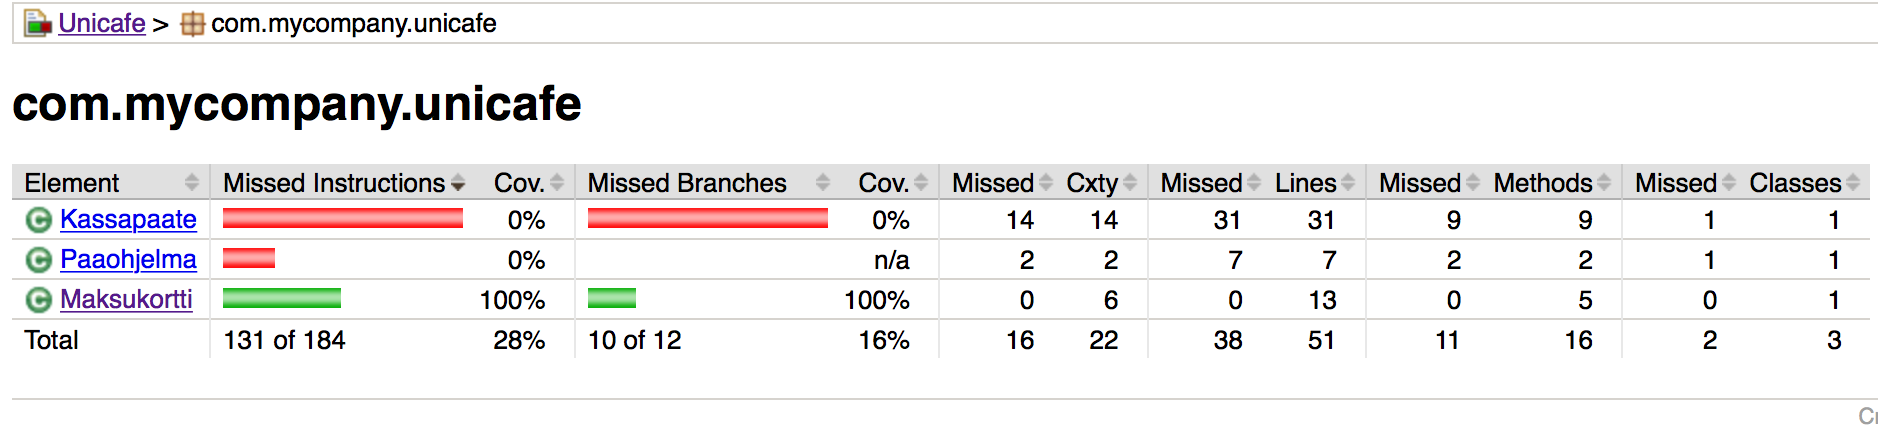 Unicafe > com.mycompany.unicafe
com.mycompany.unicafe
Element Missed Instructions Cov. Missed Branches Cov. Missed Cxty Missed Lines Missed Methods Missed Classes
Kassapaate 0% 0% 14 14 31 31 9 9 1 1
Paaohjelma 0% n/a 2 2 7 7 2 2 1 1
Maksukortti 100% 100% 0 6 0 13 0 5 0 1
Total 131 of 184 28% 10 of 12 16% 16 22 38 51 11 16 2 3